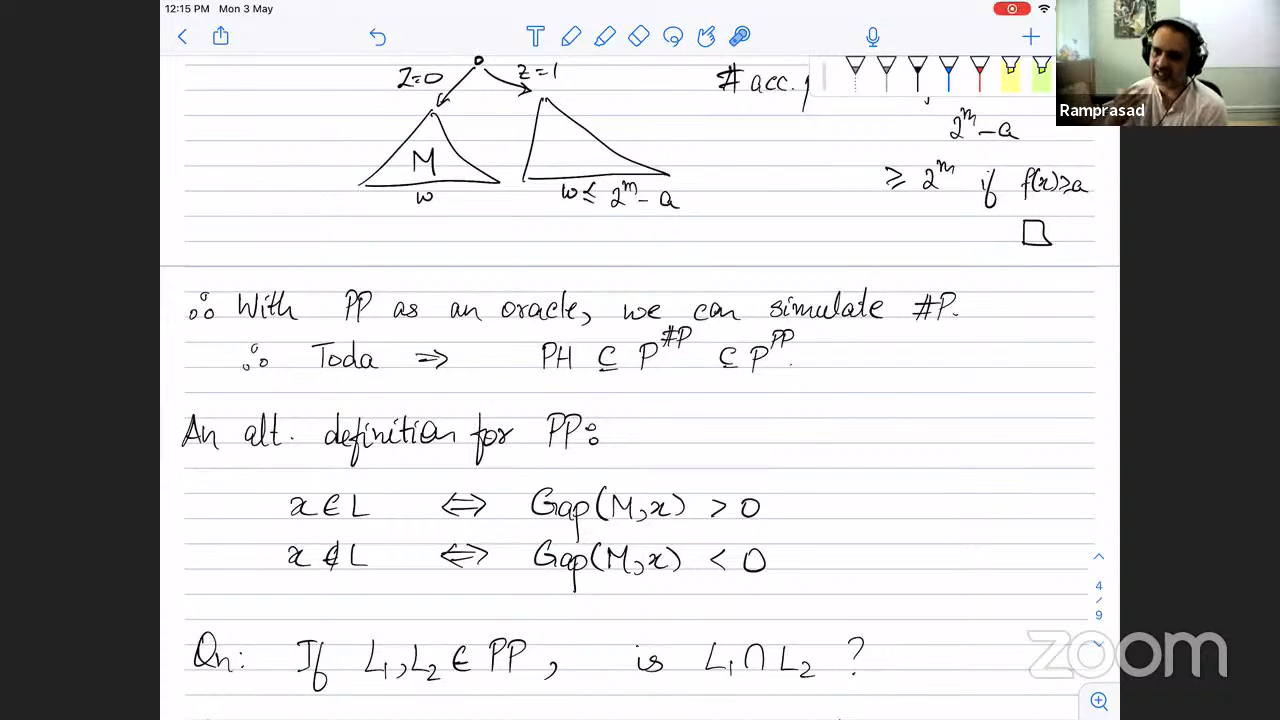 12:15 PM Mon 3 May
Z=0 Z=1
# acc.
2^m - a
M
≥ 2^m if f(x)≥a
w
w ≤ 2^m - a
∴ With PP as an oracle, we can simulate #P.
∴ Toda ⇒ PH ⊆ P^#P ⊆ P^PP.
An alt. definition for PP:
x ∈ L ⇔ Gap(M,x) > 0
x ∉ L ⇔ Gap(M,x) < 0
Qn: If L₁, L₂ ∈ PP, is L₁ ∩ L₂ ?
Ramprasad
4
/
9
zoom